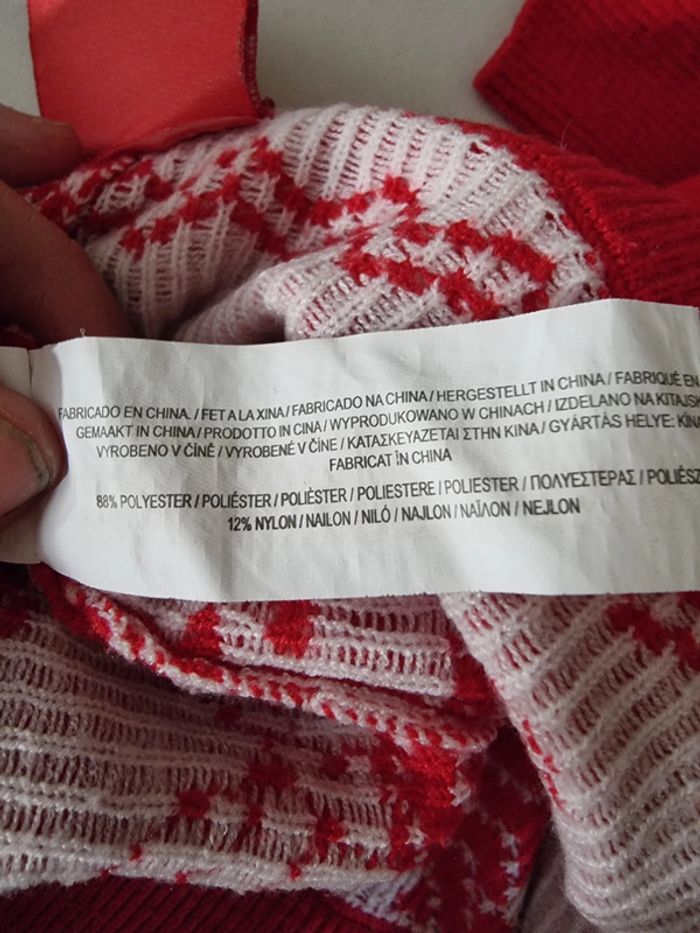 FABRICADO EN CHINA. / FET A LA XINA / FABRICADO NA CHINA / HERGESTELLT IN CHINA / FABRIQUÉ EN
GEMAAKT IN CHINA / PRODOTTO IN CINA / WYPRODUKOWANO W CHINACH / IZDELANO NA KITAJSK
VYROBENO V ČÍNĚ / VYROBENÉ V ČÍNE / ΚΑΤΑΣΚΕΥΑΖΕΤΑΙ ΣΤΗΝ ΚΙΝΑ / GYÁRTÁS HELYE: KÍNA
FABRICAT ÎN CHINA
88% POLYESTER / POLIÉSTER / POLIÈSTER / POLIESTERE / POLIESTER / ΠΟΛΥΕΣΤΕΡΑΣ / POLIÉSZ
12% NYLON / NAILON / NILÓ / NAJLON / ΝΑΪΛΟΝ / NEJLON